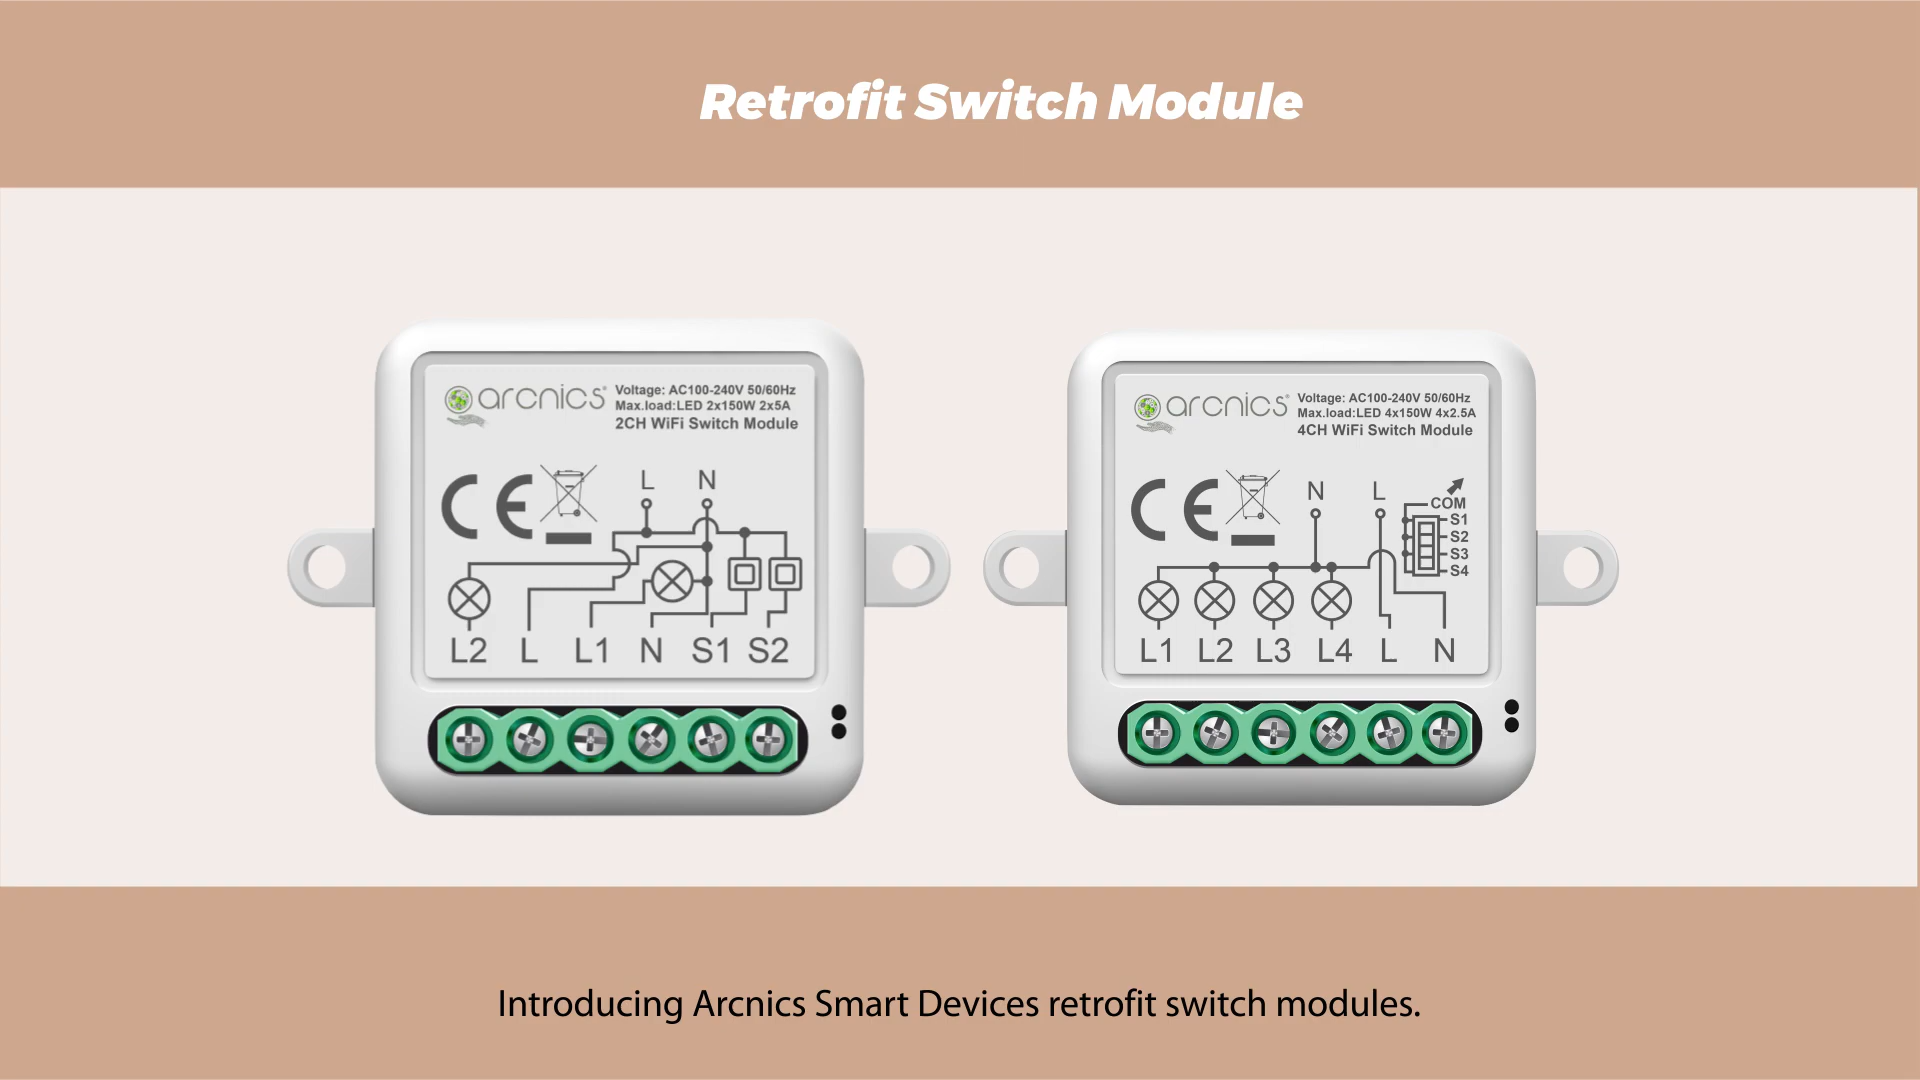 Retrofit Switch Module
arcnics®
Voltage: AC100-240V 50/60Hz
Max.load:LED 2x150W 2x5A
2CH WiFi Switch Module
CE
L N
L2 L L1 N S1 S2
arcnics®
Voltage: AC100-240V 50/60Hz
Max.load:LED 4x150W 4x2.5A
4CH WiFi Switch Module
CE
N L
COM
S1
S2
S3
S4
L1 L2 L3 L4 L N
Introducing Arcnics Smart Devices retrofit switch modules.